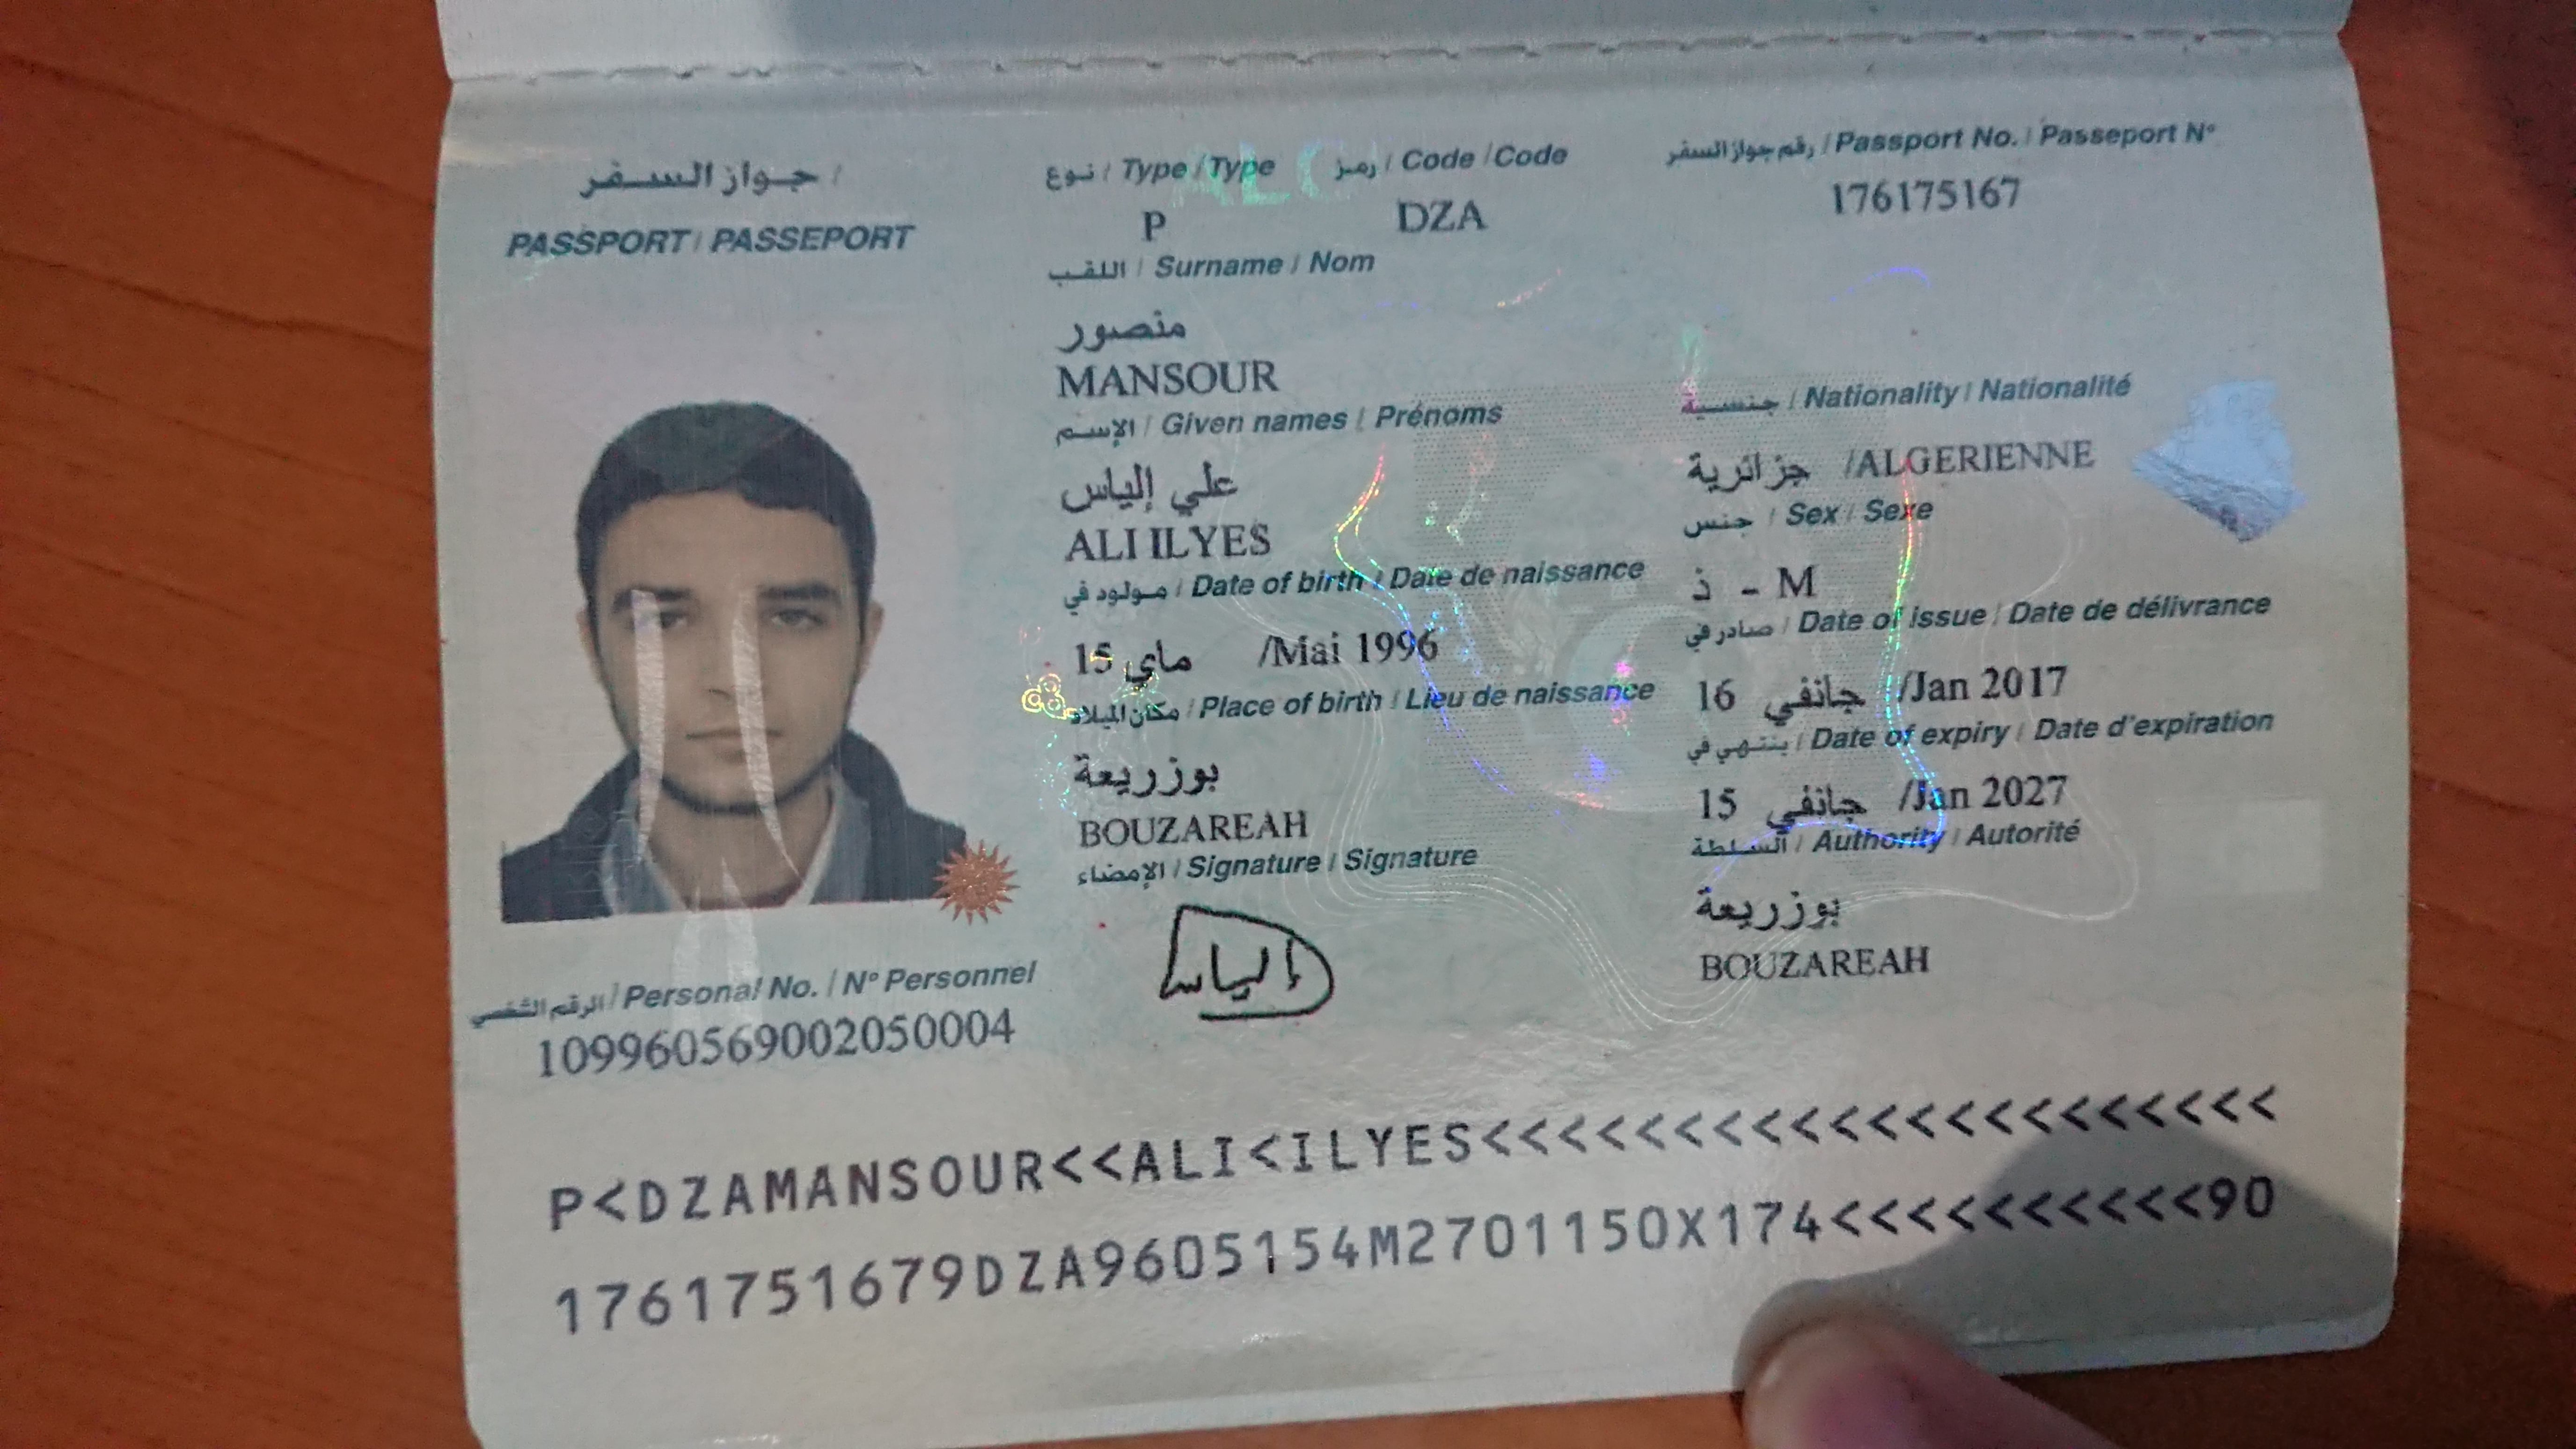 جواز السفر /
PASSPORT / PASSEPORT
نوع / Type / Type
P
رمز / Code / Code
DZA
رقم جواز السفر / Passport No. / Passeport N°
176175167
اللقب / Surname / Nom
منصور
MANSOUR
الإسم / Given names / Prénoms
علي إلياس
ALI ILYES
جنسية / Nationality / Nationalité
جزائرية /ALGERIENNE
جنس / Sex / Sexe
ذ - M
مولود في / Date of birth / Date de naissance
15 ماي /Mai 1996
صادر في / Date of issue / Date de délivrance
16 جانفي /Jan 2017
مكان الميلاد / Place of birth / Lieu de naissance
بوزريعة
BOUZAREAH
ينتهي في / Date of expiry / Date d'expiration
15 جانفي /Jan 2027
الإمضاء / Signature / Signature
إلياس
السلطة / Authority / Autorité
بوزريعة
BOUZAREAH
الرقم الشخصي / Personal No. / N° Personnel
109960569002050004
P<DZAMANSOUR<<ALI<ILYES<<<<<<<<<<<<<<<<<<<<<
1761751679DZA9605154M2701150X174<<<<<<<<<<90